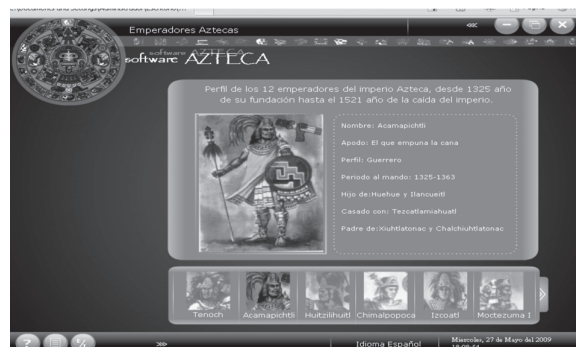 Emperadores Aztecas
software
software AZTECA
Perfil de los 12 emperadores del imperio Azteca, desde 1325 año
de su fundación hasta el 1521 año de la caída del imperio.
Nombre: Acamapichtli
Apodo: El que empuna la cana
Perfil: Guerrero
Periodo al mando: 1325-1363
Hijo de:Huehue y Ilancueitl
Casado con: Tezcatlamiahuatl
Padre de:Xiuhtlatonac y Chalchiuhtlatonac
Tenoch Acamapichtli Huitzilihuitl Chimalpopoca Izcoatl Moctezuma I
Idioma Español
Miercoles, 27 de Mayo del 2009